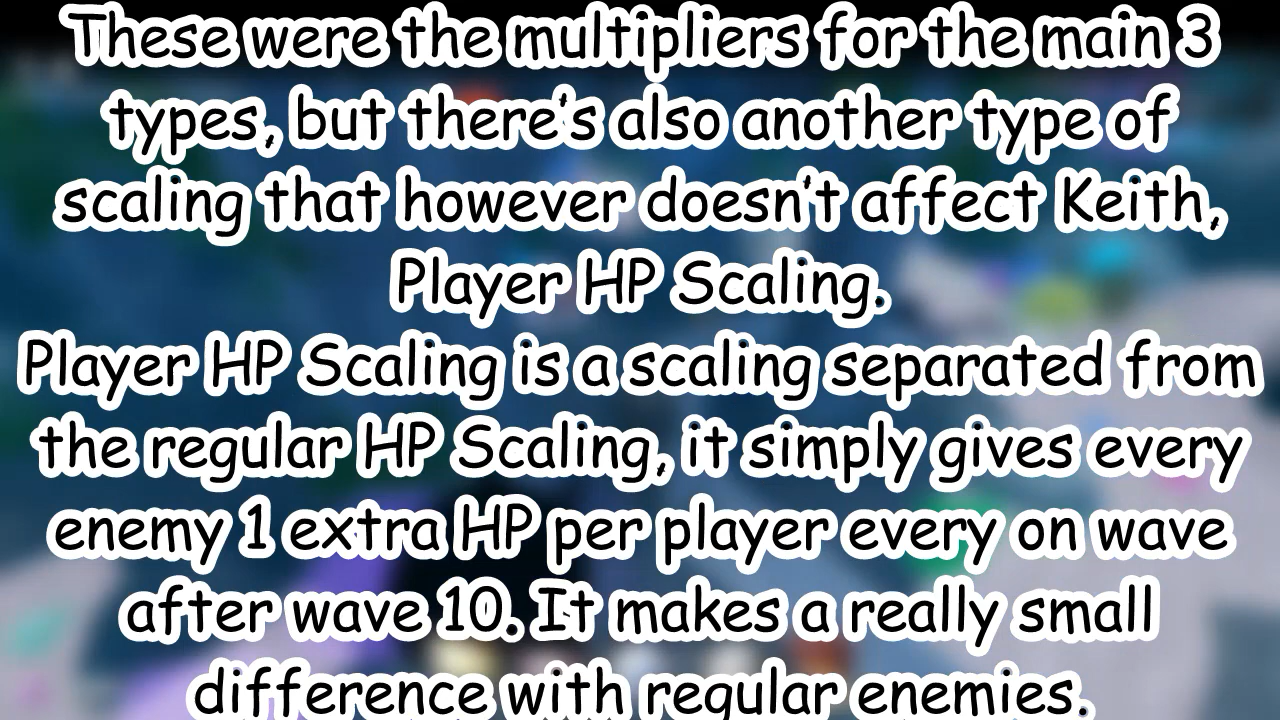 These were the multipliers for the main 3
types, but there's also another type of
scaling that however doesn't affect Keith,
Player HP Scaling.
Player HP Scaling is a scaling separated from
the regular HP Scaling, it simply gives every
enemy 1 extra HP per player every on wave
after wave 10. It makes a really small
difference with regular enemies.